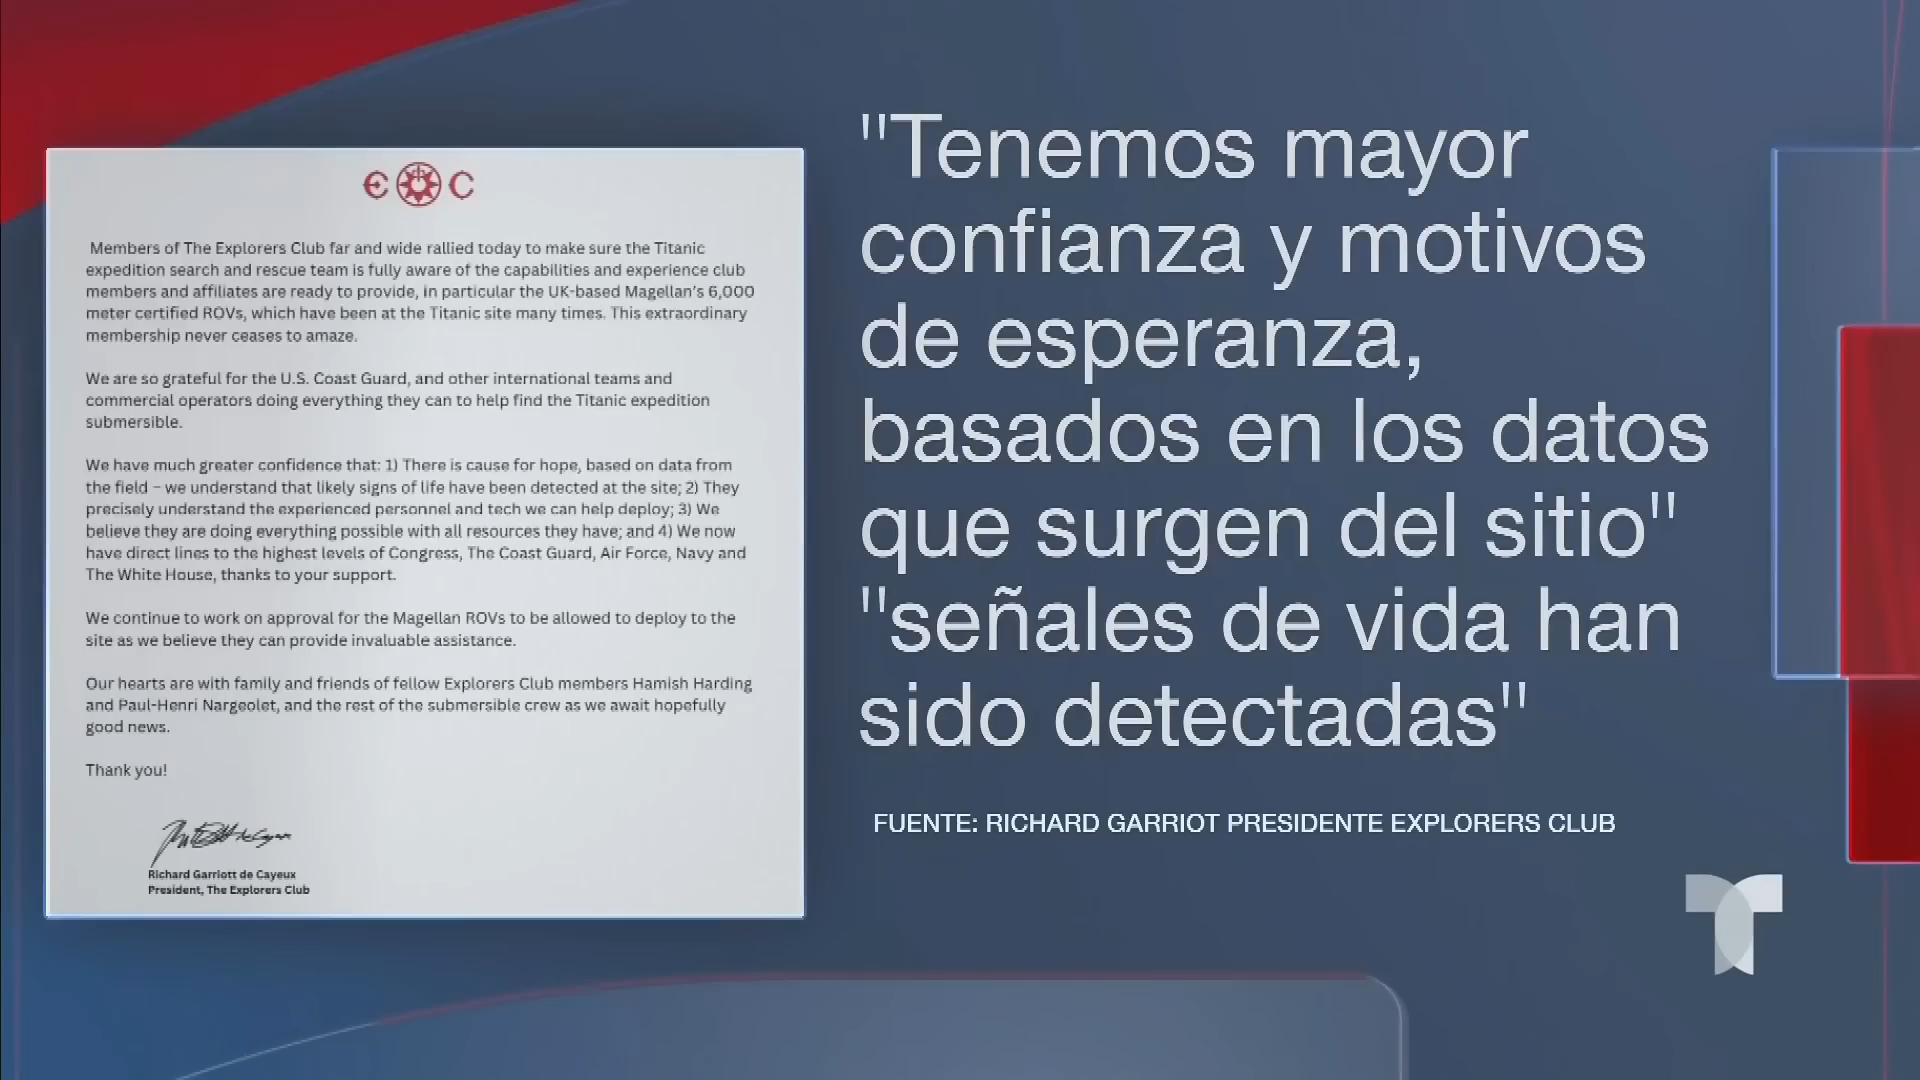 E C
Members of The Explorers Club far and wide rallied today to make sure the Titanic
expedition search and rescue team is fully aware of the capabilities and experience club
members and affiliates are ready to provide, in particular the UK-based Magellan's 6,000
meter certified ROVs, which have been at the Titanic site many times. This extraordinary
membership never ceases to amaze.
We are so grateful for the U.S. Coast Guard, and other international teams and
commercial operators doing everything they can to help find the Titanic expedition
submersible.
We have much greater confidence that: 1) There is cause for hope, based on data from
the field – we understand that likely signs of life have been detected at the site; 2) They
precisely understand the experienced personnel and tech we can help deploy; 3) We
believe they are doing everything possible with all resources they have; and 4) We now
have direct lines to the highest levels of Congress, The Coast Guard, Air Force, Navy and
The White House, thanks to your support.
We continue to work on approval for the Magellan ROVs to be allowed to deploy to the
site as we believe they can provide invaluable assistance.
Our hearts are with family and friends of fellow Explorers Club members Hamish Harding
and Paul-Henri Nargeolet, and the rest of the submersible crew as we await hopefully
good news.
Thank you!
Richard Garriott de Cayeux
President, The Explorers Club
"Tenemos mayor
confianza y motivos
de esperanza,
basados en los datos
que surgen del sitio"
"señales de vida han
sido detectadas"
FUENTE: RICHARD GARRIOT PRESIDENTE EXPLORERS CLUB
T